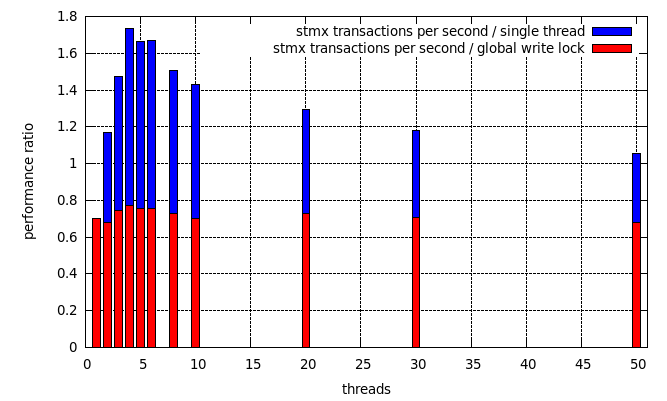 1.8
1.6
1.4
1.2
1
0.8
0.6
0.4
0.2
0
performance ratio
stmx transactions per second / single thread
stmx transactions per second / global write lock
0 5 10 15 20 25 30 35 40 45 50
threads